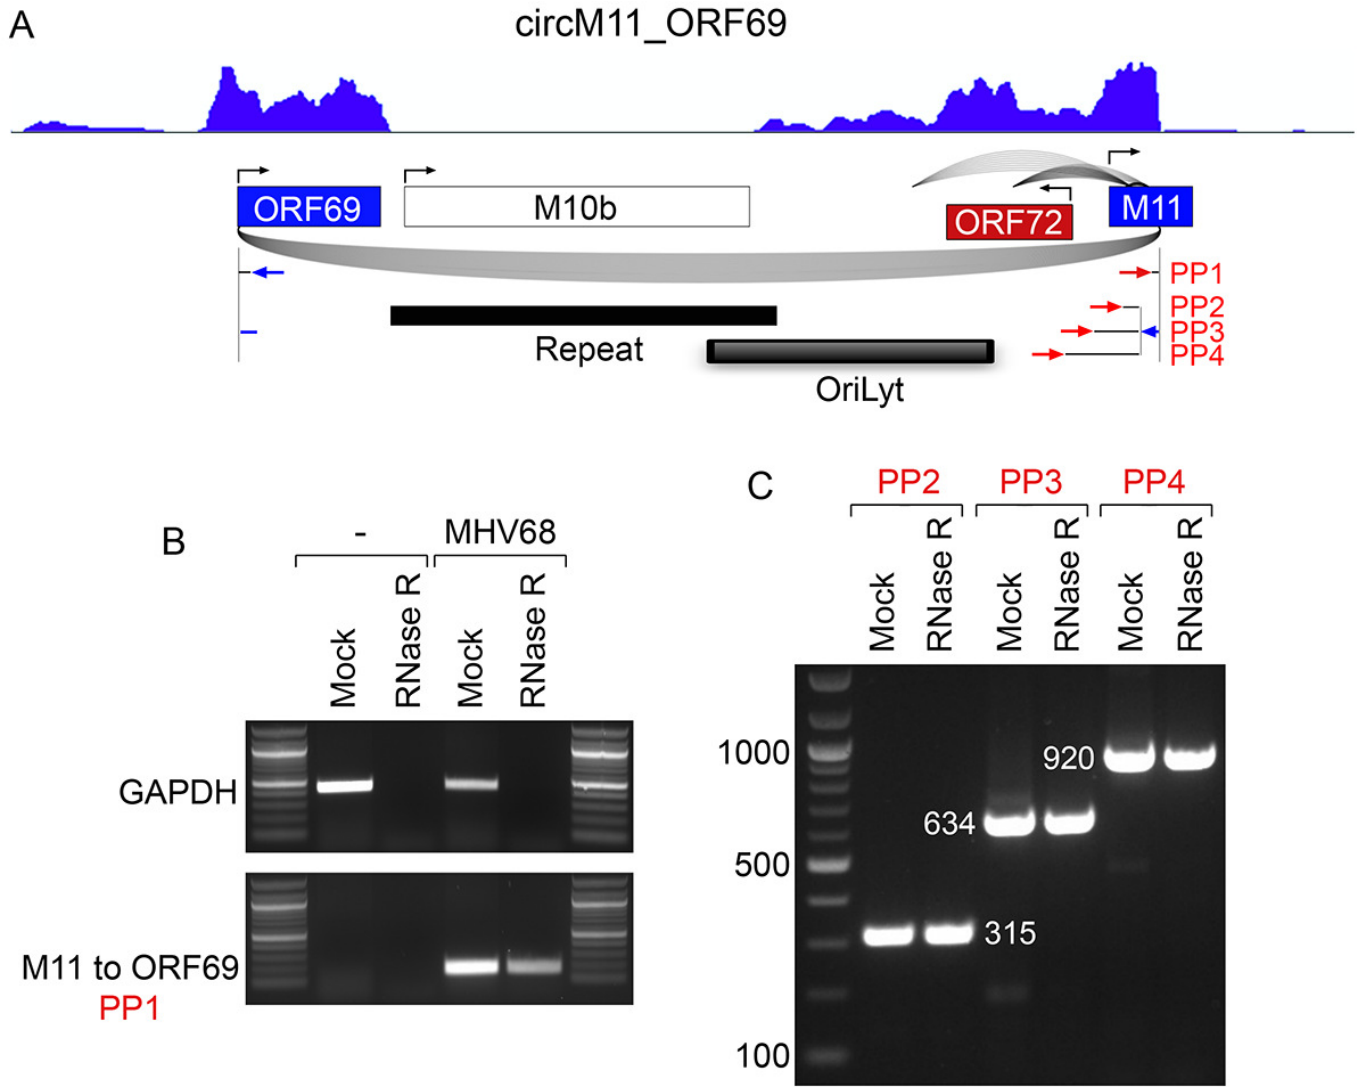 A
circM11_ORF69
ORF69
M10b
ORF72
M11
PP1
PP2
PP3
PP4
Repeat
OriLyt
B
-
MHV68
Mock
RNase R
Mock
RNase R
GAPDH
M11 to ORF69
PP1
C
PP2
PP3
PP4
Mock
RNase R
Mock
RNase R
Mock
RNase R
1000
920
634
500
315
100